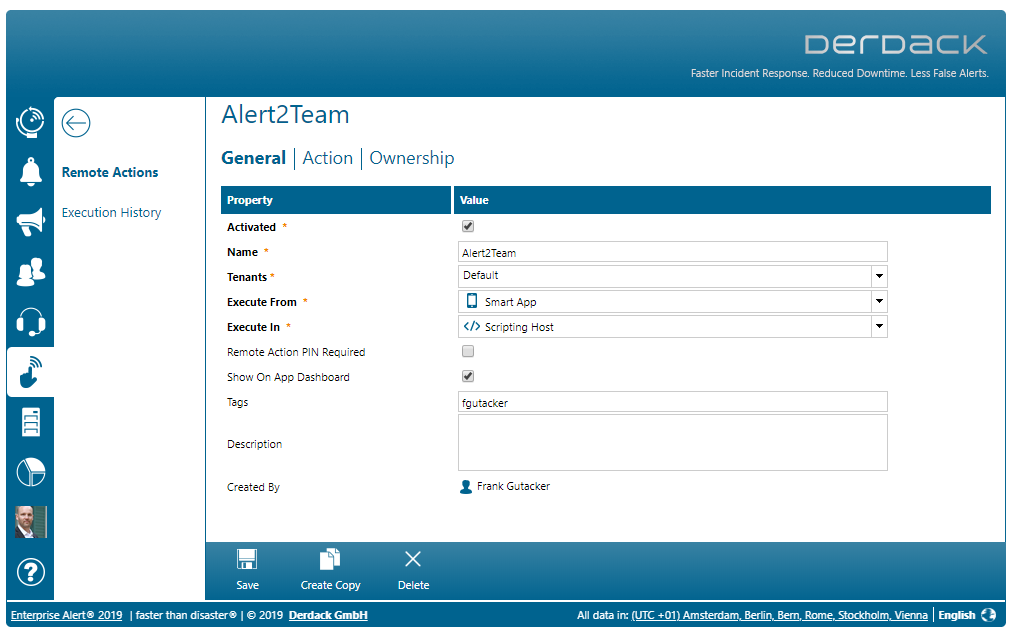 DERDACK
Faster Incident Response. Reduced Downtime. Less False Alerts.
Remote Actions
Execution History
Alert2Team
General | Action | Ownership
Property Value
Activated *
Name * Alert2Team
Tenants * Default
Execute From * Smart App
Execute In * </> Scripting Host
Remote Action PIN Required
Show On App Dashboard
Tags fgutacker
Description
Created By Frank Gutacker
Save Create Copy Delete
?
Enterprise Alert® 2019 | faster than disaster® | © 2019 Derdack GmbH All data in: (UTC +01) Amsterdam, Berlin, Bern, Rome, Stockholm, Vienna | English